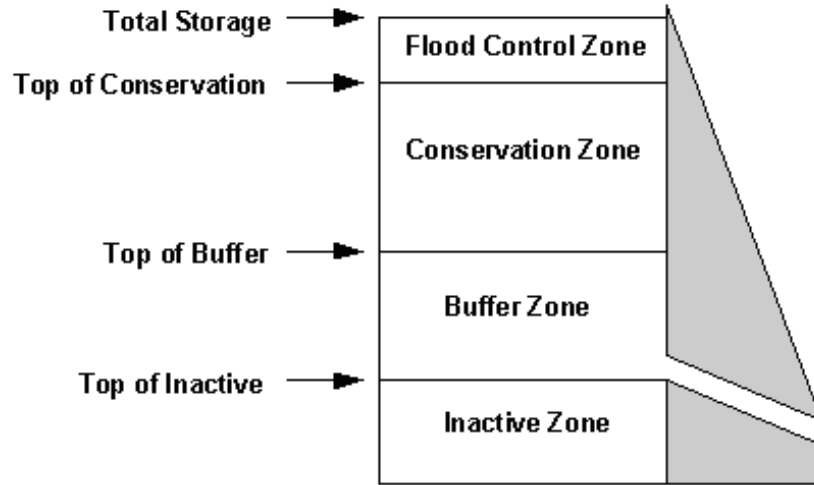 Total Storage
Flood Control Zone
Top of Conservation
Conservation Zone
Top of Buffer
Buffer Zone
Top of Inactive
Inactive Zone